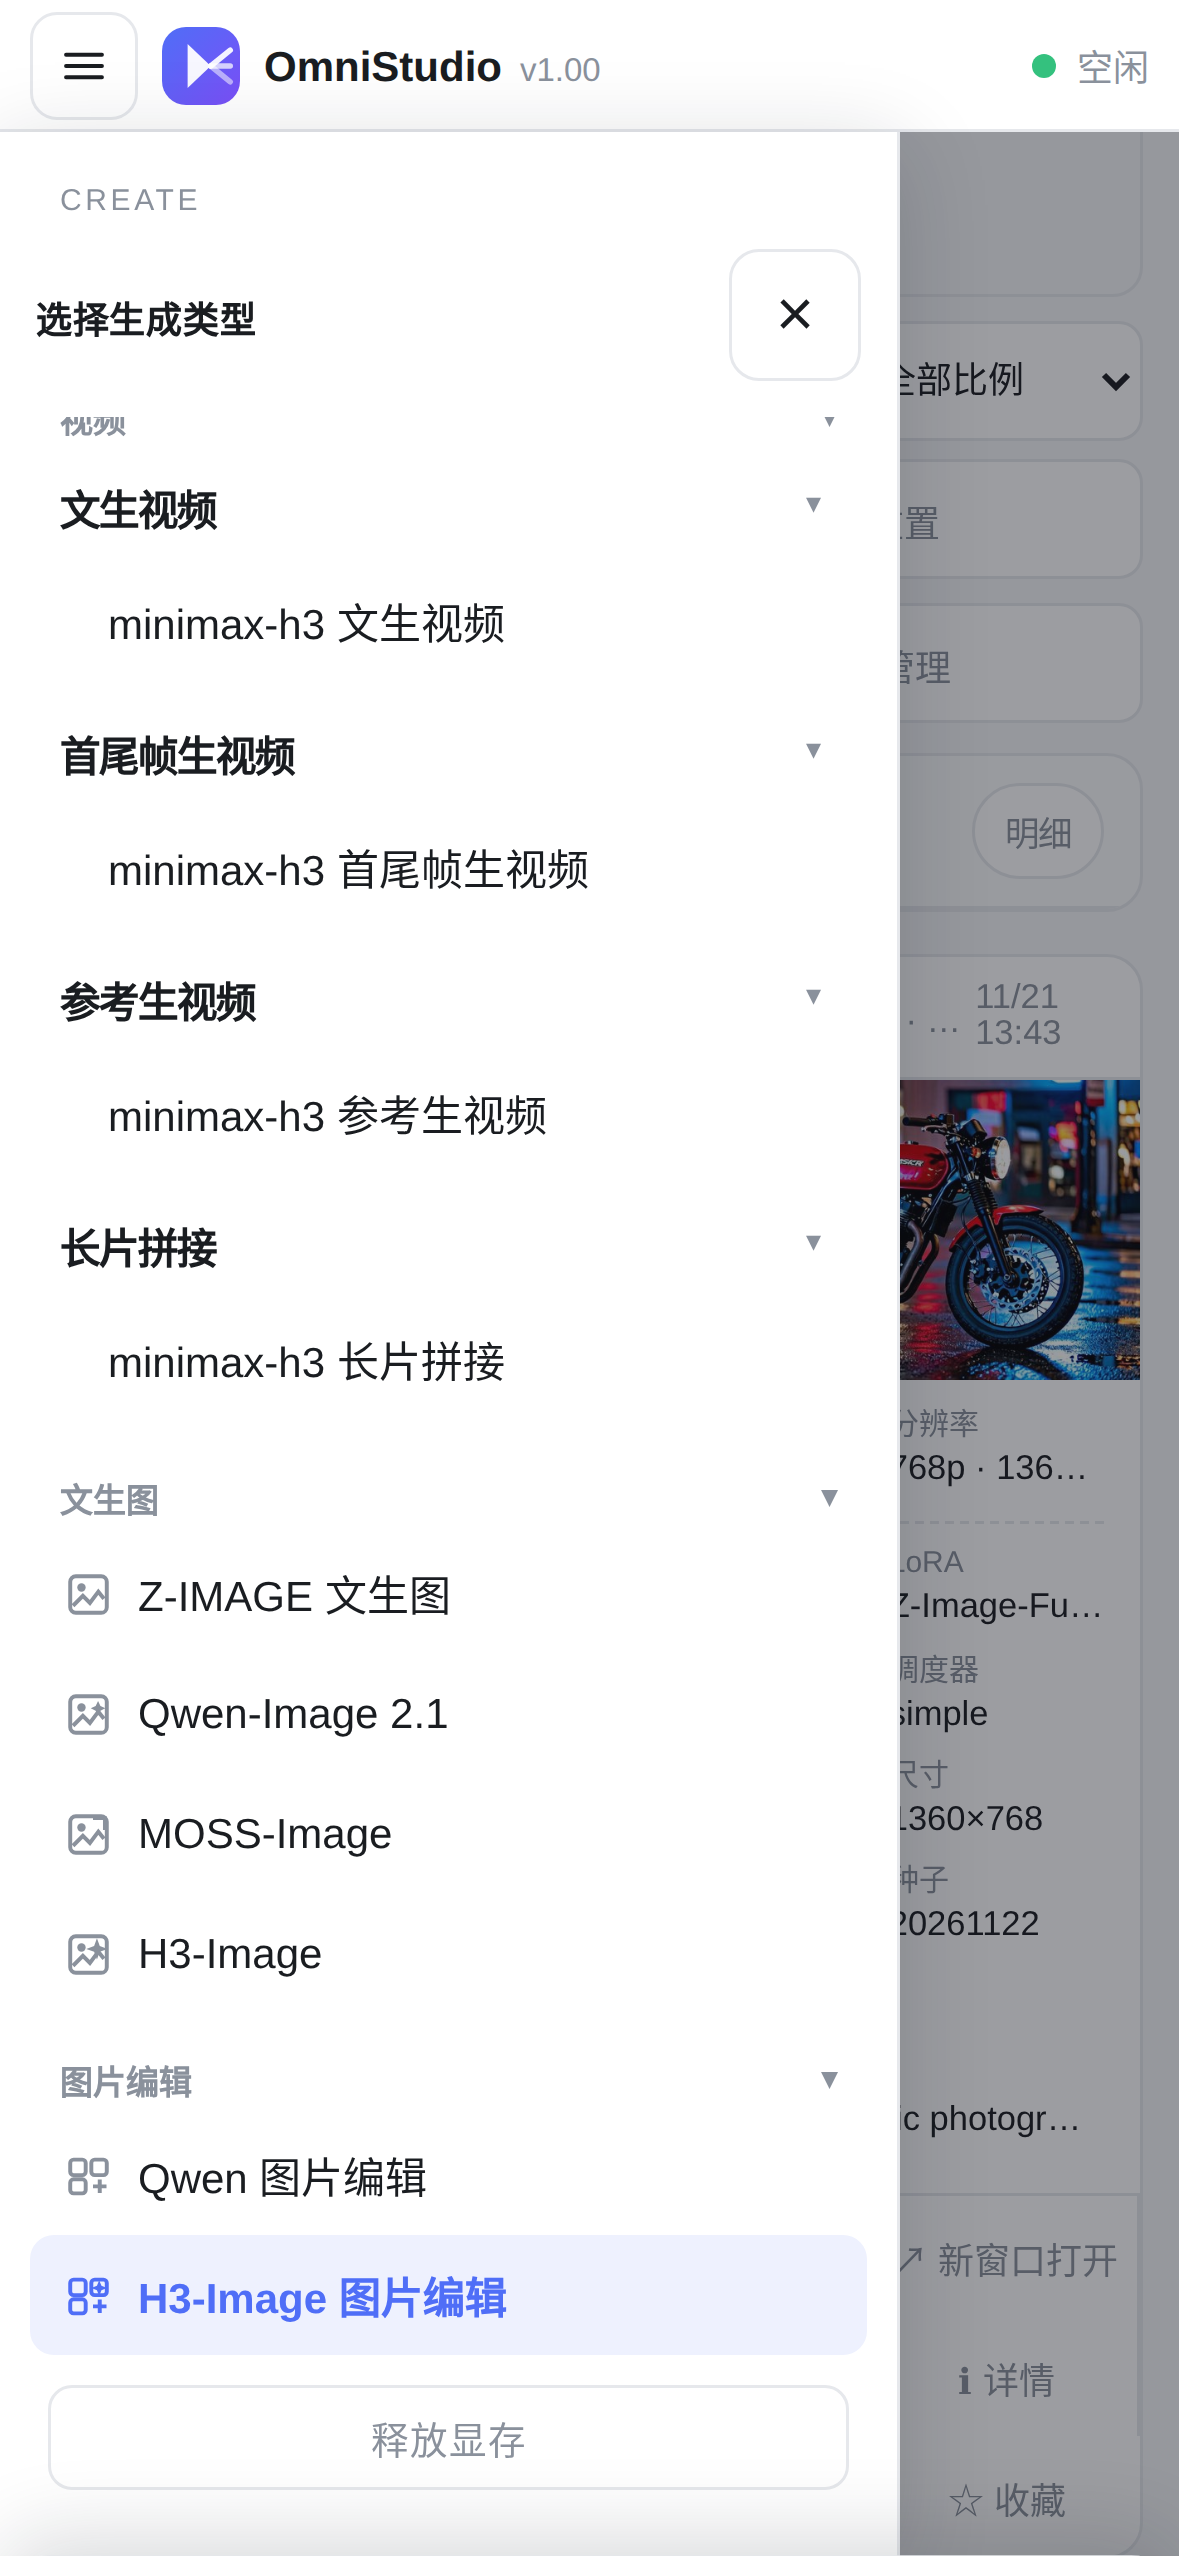 OmniStudio v1.00
空闲
CREATE
选择生成类型
视频
文生视频
minimax-h3 文生视频
首尾帧生视频
minimax-h3 首尾帧生视频
参考生视频
minimax-h3 参考生视频
长片拼接
minimax-h3 长片拼接
文生图
Z-IMAGE 文生图
Qwen-Image 2.1
MOSS-Image
H3-Image
图片编辑
Qwen 图片编辑
H3-Image 图片编辑
释放显存
全部比例
置
管理
明细
· …
11/21
13:43
分辨率
768p · 136…
LoRA
Z-Image-Fu…
调度器
simple
尺寸
1360×768
种子
20261122
ic photogr…
↗ 新窗口打开
ℹ 详情
☆ 收藏